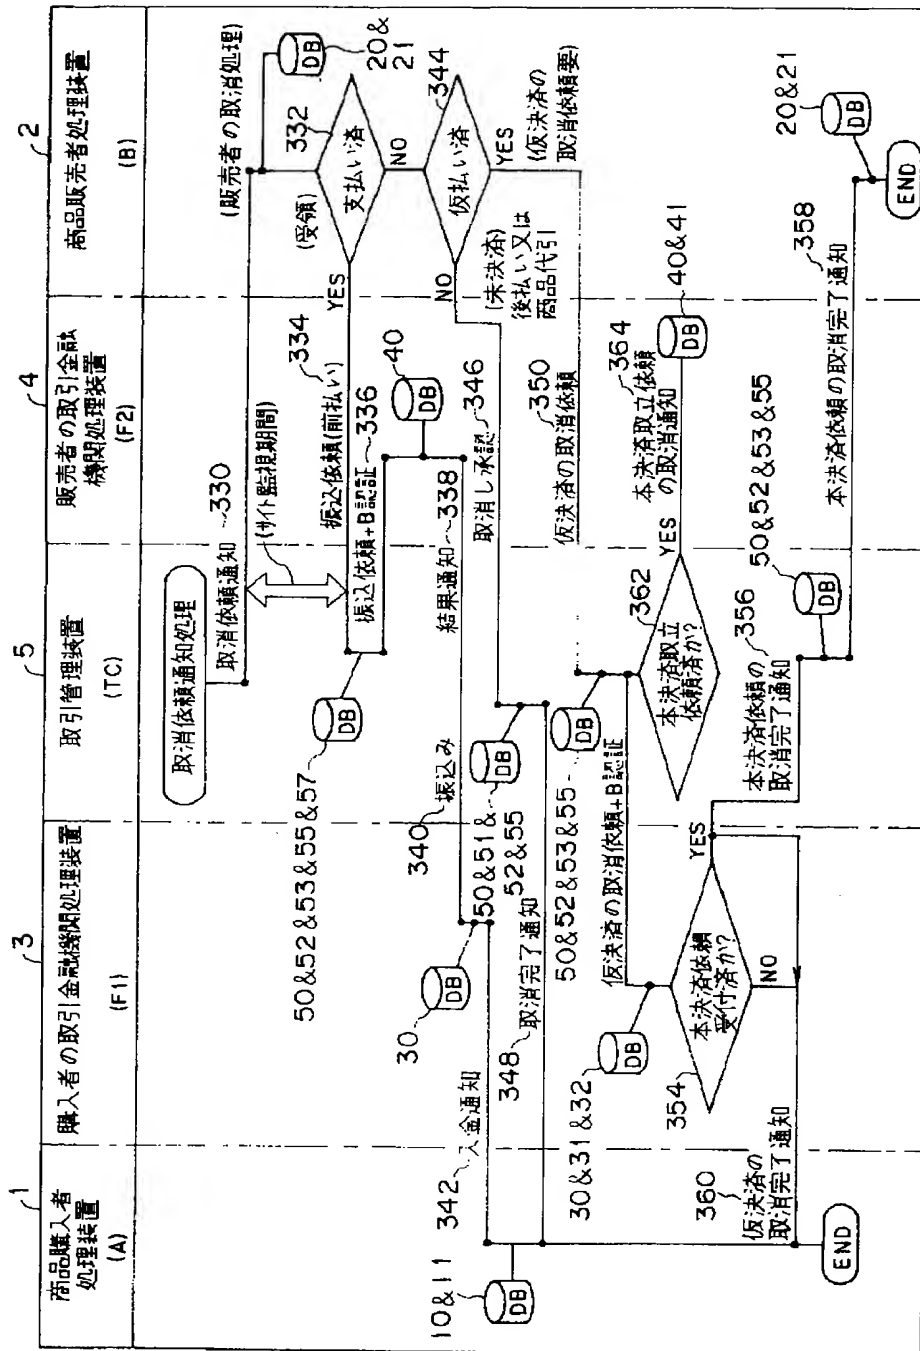 1
商品購入者
処理装置
(A)
3
購入者の取引金融機関処理装置
(F1)
5
取引管理装置
(TC)
4
販売者の取引金融
機関処理装置
(F2)
2
商品販売者処理装置
(B)
取消依頼通知処理
取消依頼通知
330
(サイト監視期間)
(販売者の取消処理)
DB
20&
21
332
支払い済
(受領)
YES
NO
344
仮払い済
NO
YES
(仮決済の
取消依頼要)
(未決済)
後払い又は
商品代引
334
振込依頼(前払い)
振込依頼+B認証
336
DB
50&52&53&55&57
40
DB
結果通知
338
340
振込み
30
DB
342
入金通知
10&11
DB
取消し承認
346
50&51&
52&55
DB
348
取消完了通知
仮決済の取消依頼
350
50&52&53&55
DB
仮決済の取消依頼+B認証
30&31&32
DB
本決済取立
依頼済か?
362
YES
本決済取立依頼
の取消通知
364
DB
40&41
本決済依頼
受付済か?
354
YES
NO
本決済依頼の
取消完了通知
356
50&52&53&55
DB
本決済依頼の取消完了通知
358
20&21
DB
END
360
仮決済の
取消完了通知
END